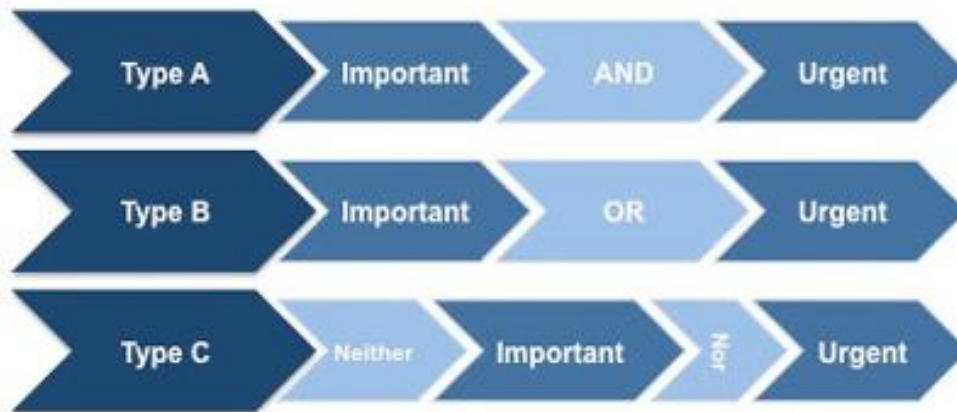 Type A Important AND Urgent
Type B Important OR Urgent
Type C Neither Important Nor Urgent